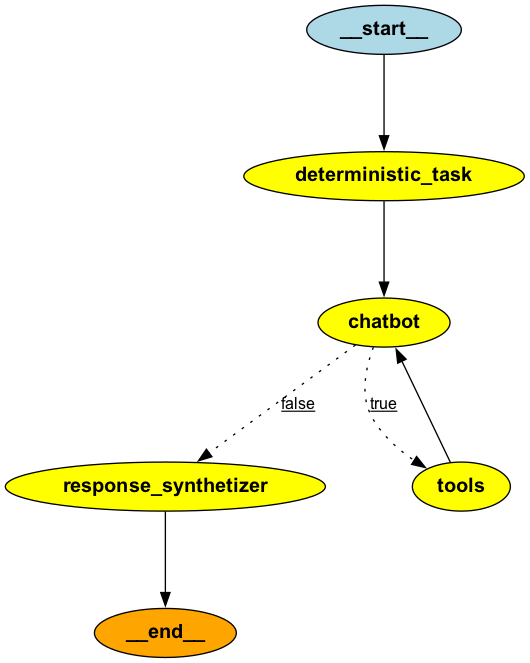 __start__
deterministic_task
chatbot
false
true
response_synthetizer
tools
__end__